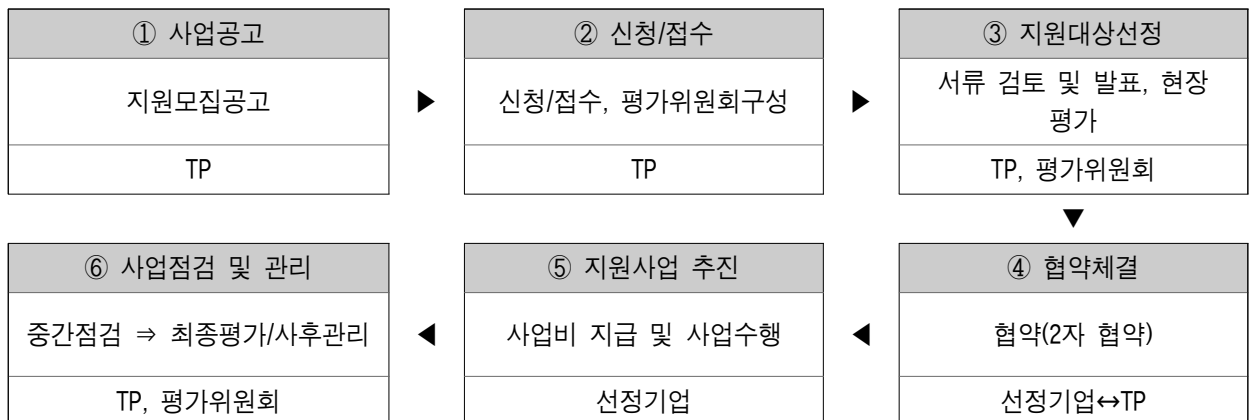 ① 사업공고
지원모집공고
▶
TP
② 신청/접수
신청/접수, 평가위원회구성
▶
TP
③ 지원대상선정
서류 검토 및 발표, 현장
평가
TP, 평가위원회
▼
④ 협약체결
협약(2자 협약)
◀
선정기업↔TP
⑤ 지원사업 추진
사업비 지급 및 사업수행
◀
선정기업
⑥ 사업점검 및 관리
중간점검 ⇒ 최종평가/사후관리
TP, 평가위원회